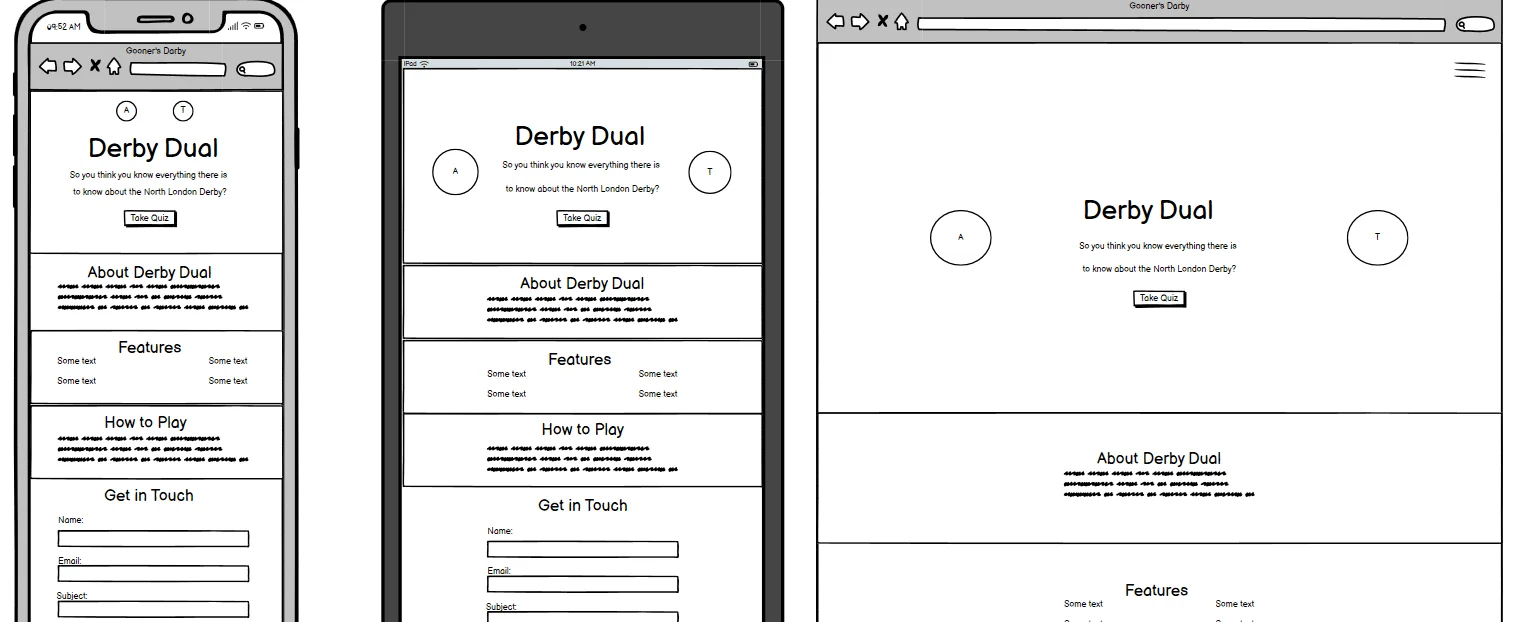 09:52 AM
Gooner's Darby
A
T
Derby Dual
So you think you know everything there is
to know about the North London Derby?
Take Quiz
About Derby Dual
Features
Some text
Some text
Some text
Some text
How to Play
Get in Touch
Name:
Email:
Subject:
iPad
10:21 AM
Derby Dual
A
So you think you know everything there is
T
to know about the North London Derby?
Take Quiz
About Derby Dual
Features
Some text
Some text
Some text
Some text
How to Play
Get in Touch
Name:
Email:
Subject:
Gooner's Darby
Derby Dual
A
T
So you think you know everything there is
to know about the North London Derby?
Take Quiz
About Derby Dual
Features
Some text
Some text